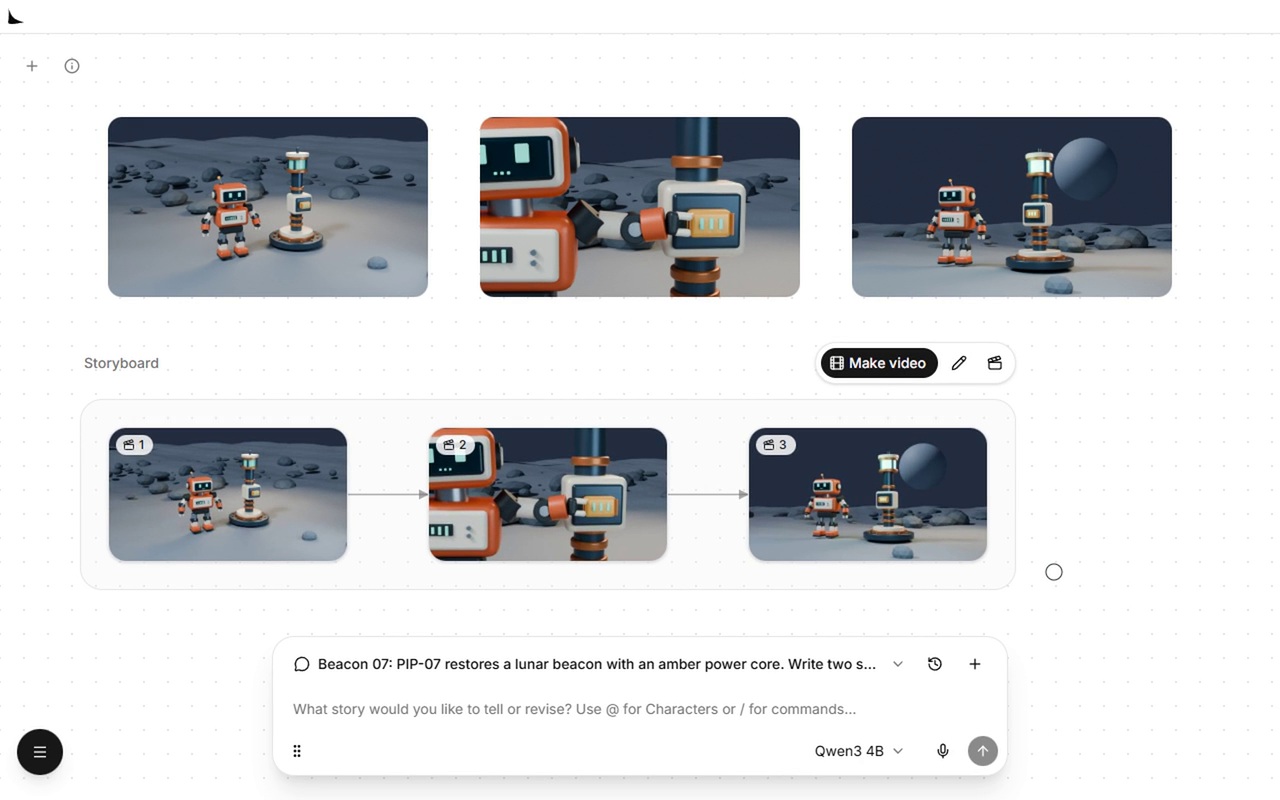 Storyboard
Make video
1
2
3
Beacon 07: PIP-07 restores a lunar beacon with an amber power core. Write two s...
What story would you like to tell or revise? Use @ for Characters or / for commands...
Qwen3 4B